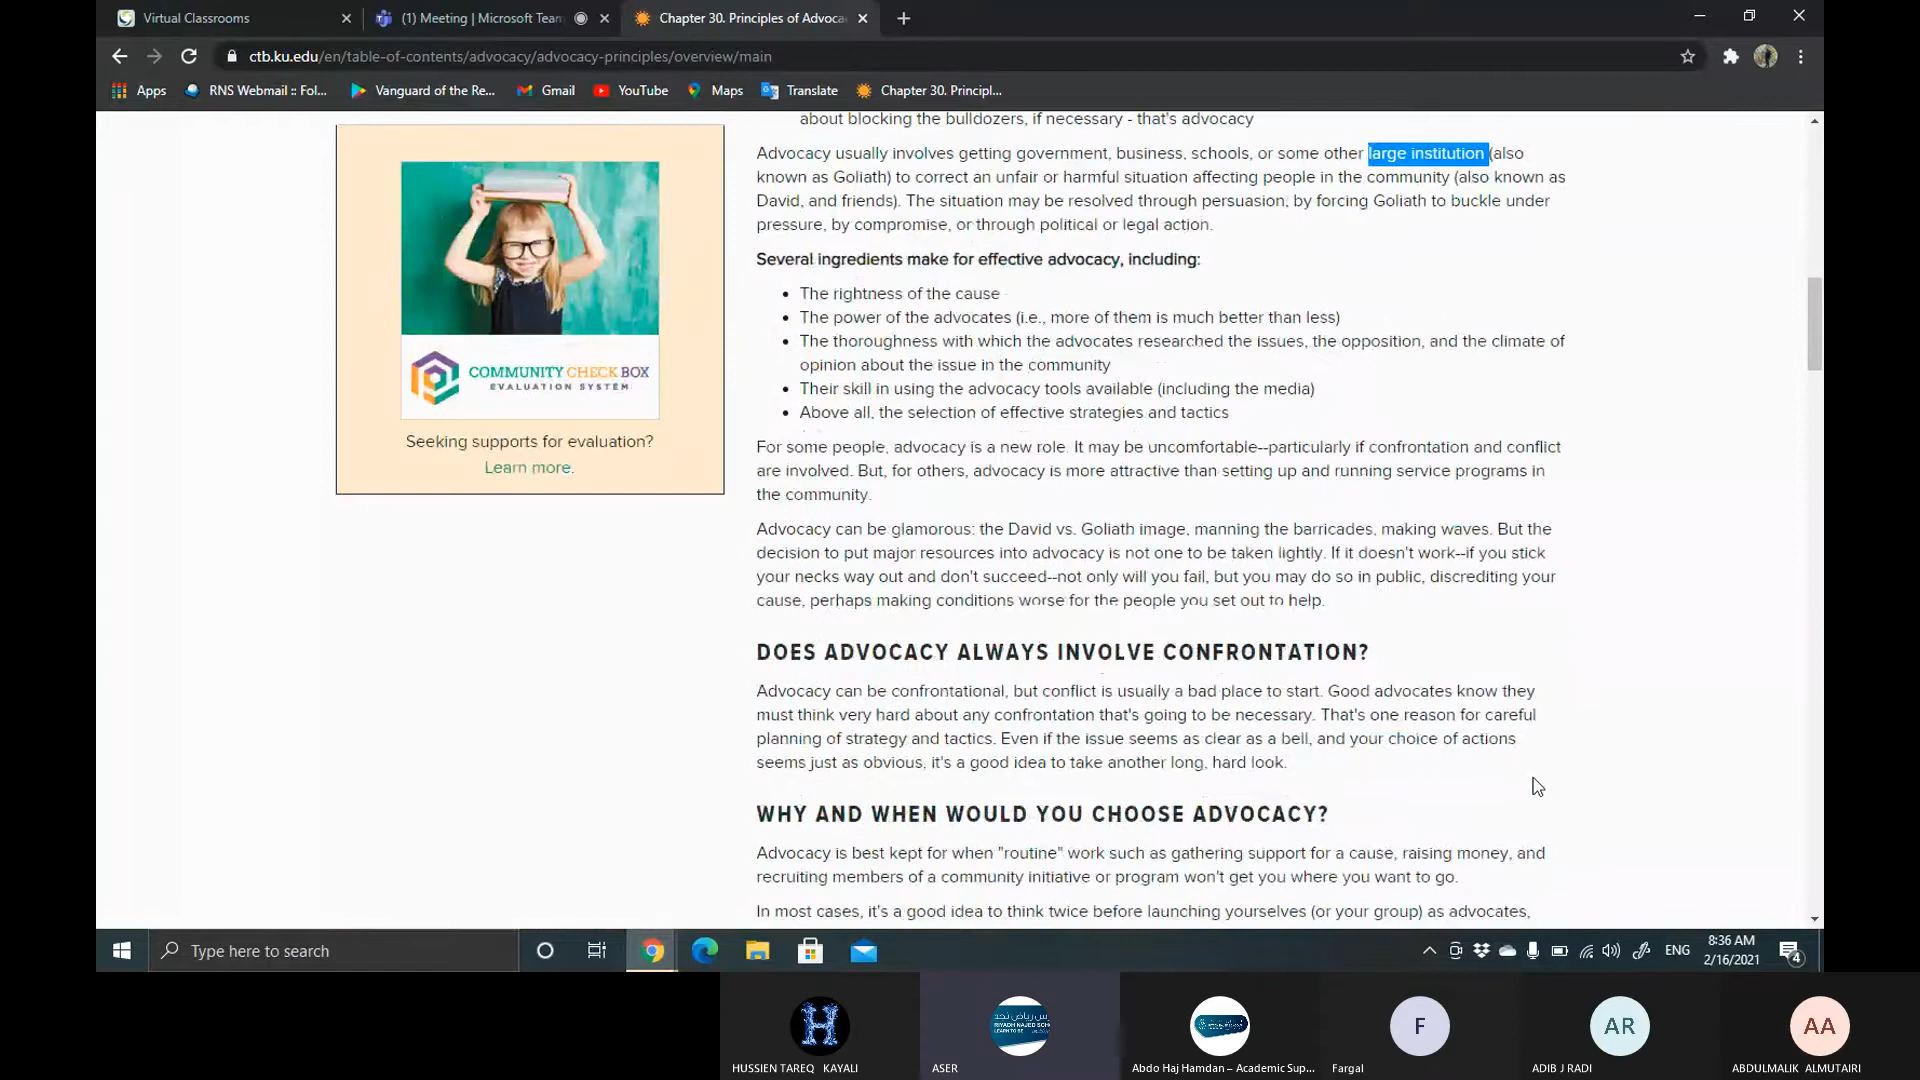 Virtual Classrooms
(1) Meeting | Microsoft Team
Chapter 30. Principles of Advoca
ctb.ku.edu/en/table-of-contents/advocacy/advocacy-principles/overview/main
Apps
RNS Webmail :: Fol...
Vanguard of the Re...
Gmail
YouTube
Maps
Translate
Chapter 30. Principl...
about blocking the bulldozers, if necessary - that's advocacy
Advocacy usually involves getting government, business, schools, or some other large institution (also
known as Goliath) to correct an unfair or harmful situation affecting people in the community (also known as
David, and friends). The situation may be resolved through persuasion, by forcing Goliath to buckle under
pressure, by compromise, or through political or legal action.
Several ingredients make for effective advocacy, including:
• The rightness of the cause
• The power of the advocates (i.e., more of them is much better than less)
• The thoroughness with which the advocates researched the issues, the opposition, and the climate of
opinion about the issue in the community
• Their skill in using the advocacy tools available (including the media)
• Above all, the selection of effective strategies and tactics
For some people, advocacy is a new role. It may be uncomfortable--particularly if confrontation and conflict
are involved. But, for others, advocacy is more attractive than setting up and running service programs in
the community.
Advocacy can be glamorous: the David vs. Goliath image, manning the barricades, making waves. But the
decision to put major resources into advocacy is not one to be taken lightly. If it doesn't work--if you stick
your necks way out and don't succeed--not only will you fail, but you may do so in public, discrediting your
cause, perhaps making conditions worse for the people you set out to help.
DOES ADVOCACY ALWAYS INVOLVE CONFRONTATION?
Advocacy can be confrontational, but conflict is usually a bad place to start. Good advocates know they
must think very hard about any confrontation that's going to be necessary. That's one reason for careful
planning of strategy and tactics. Even if the issue seems as clear as a bell, and your choice of actions
seems just as obvious, it's a good idea to take another long, hard look.
WHY AND WHEN WOULD YOU CHOOSE ADVOCACY?
Advocacy is best kept for when "routine" work such as gathering support for a cause, raising money, and
recruiting members of a community initiative or program won't get you where you want to go.
In most cases, it's a good idea to think twice before launching yourselves (or your group) as advocates,
COMMUNITY CHECK BOX
EVALUATION SYSTEM
Seeking supports for evaluation?
Learn more.
Type here to search
ENG
8:36 AM
2/16/2021
4
H
RIYADH NAJED SCH
F
AR
AA
HUSSIEN TAREQ KAYALI
ASER
Abdo Haj Hamdan – Academic Sup...
Fargal
ADIB J RADI
ABDULMALIK ALMUTAIRI